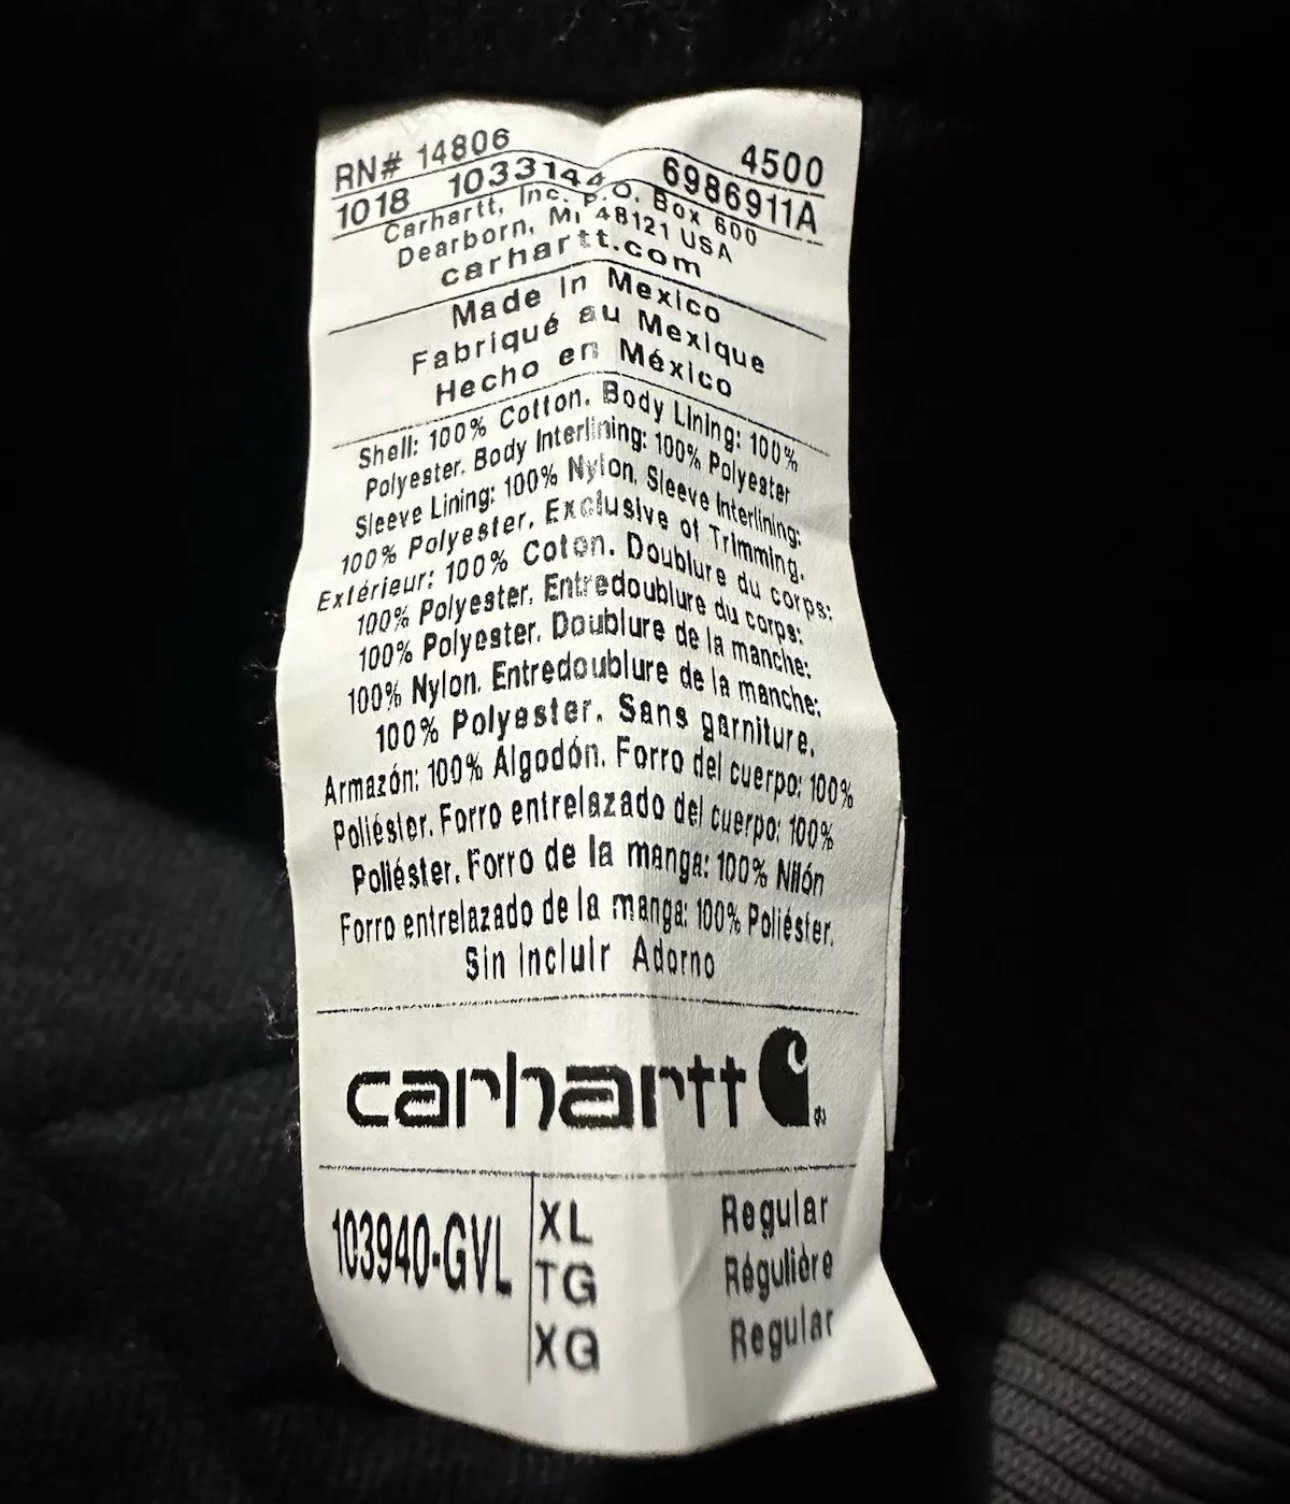 RN# 14806 4500
1018 1033144 6986911A
Carhartt, Inc. P.O. Box 600
Dearborn, MI 48121 USA
carhartt.com
Made in Mexico
Fabriqué au Mexique
Hecho en México
Shell: 100% Cotton. Body Lining: 100%
Polyester. Body Interlining: 100% Polyester
Sleeve Lining: 100% Nylon. Sleeve Interlining:
100% Polyester. Exclusive of Trimming.
Extérieur: 100% Coton. Doublure du corps:
100% Polyester. Entredoublure du corps:
100% Polyester. Doublure de la manche:
100% Nylon. Entredoublure de la manche:
100% Polyester. Sans garniture.
Armazón: 100% Algodón. Forro del cuerpo: 100%
Poliéster. Forro entrelazado del cuerpo: 100%
Poliéster. Forro de la manga: 100% Nilón
Forro entrelazado de la manga: 100% Poliéster.
Sin Incluir Adorno
carhartt ®
103940-GVL
XL Regular
TG Régulière
XG Regular